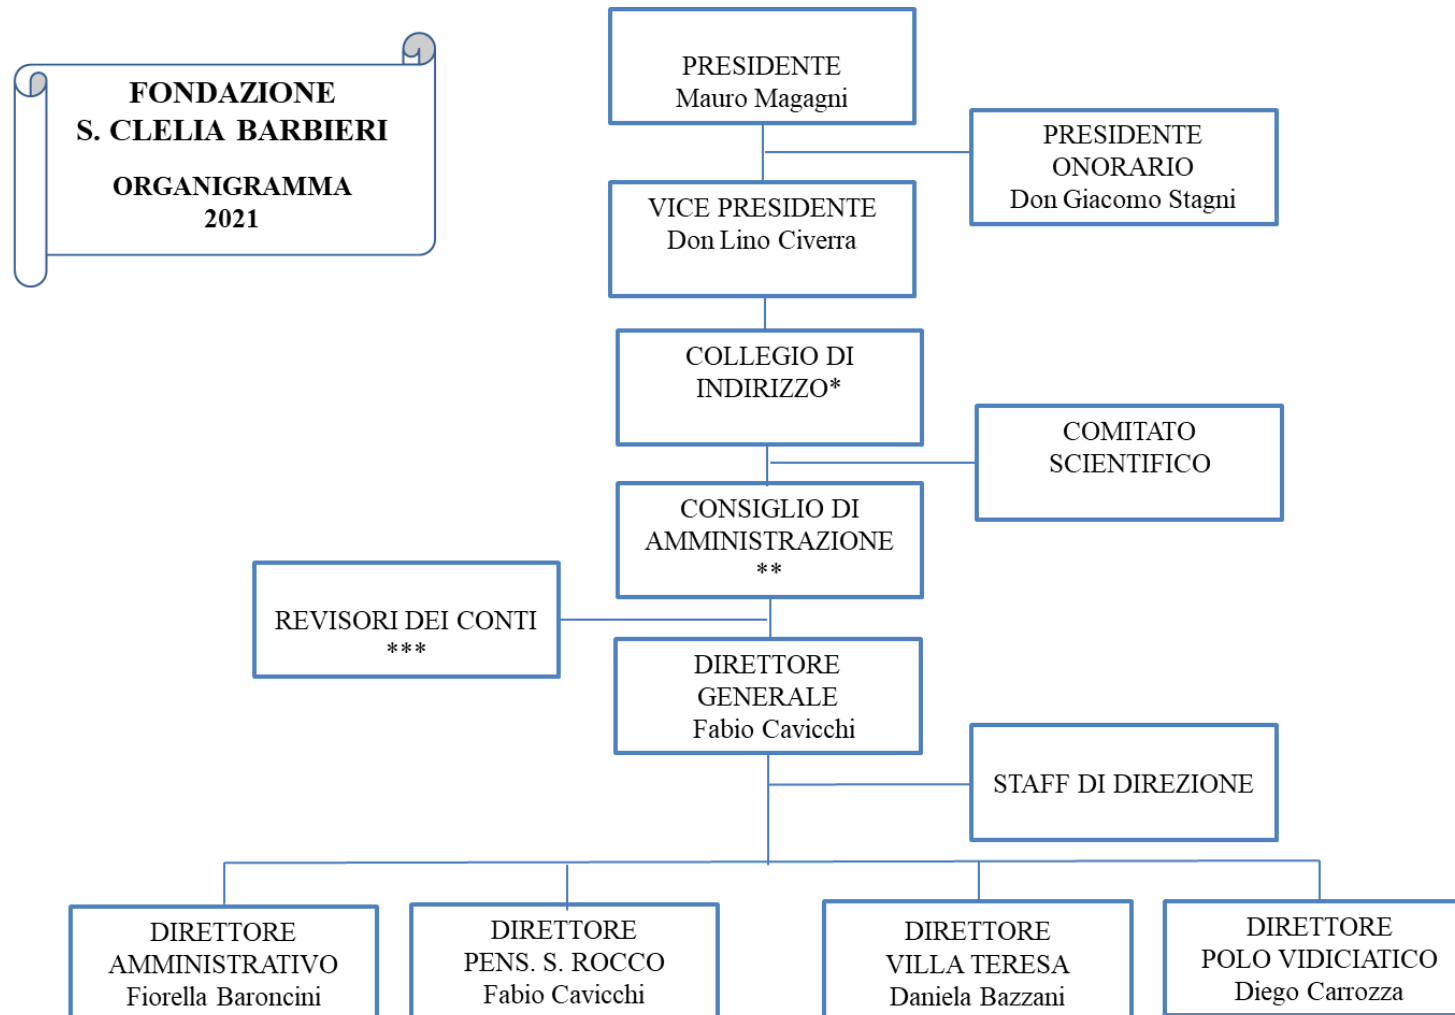 FONDAZIONE
S. CLELIA BARBIERI
ORGANIGRAMMA
2021
PRESIDENTE
Mauro Magagni
PRESIDENTE
ONORARIO
Don Giacomo Stagni
VICE PRESIDENTE
Don Lino Civerra
COLLEGIO DI
INDIRIZZO*
COMITATO
SCIENTIFICO
CONSIGLIO DI
AMMINISTRAZIONE
**
REVISORI DEI CONTI
***
DIRETTORE
GENERALE
Fabio Cavicchi
STAFF DI DIREZIONE
DIRETTORE
AMMINISTRATIVO
Fiorella Baroncini
DIRETTORE
PENS. S. ROCCO
Fabio Cavicchi
DIRETTORE
VILLA TERESA
Daniela Bazzani
DIRETTORE
POLO VIDICIATICO
Diego Carrozza